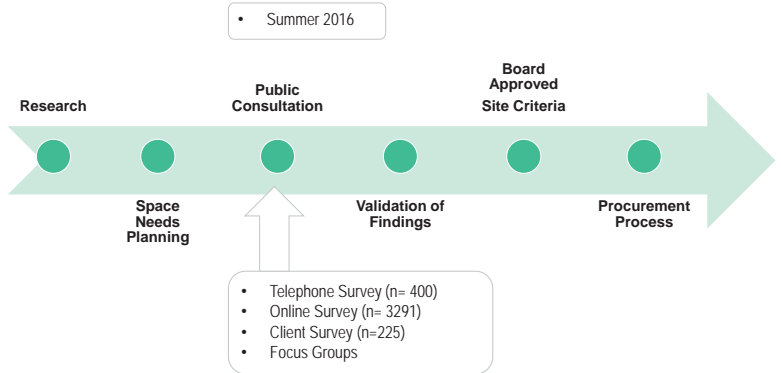 • Summer 2016
Board
Approved
Site Criteria
Public
Consultation
Research
Space
Needs
Planning
Validation of
Findings
Procurement
Process
• Telephone Survey (n= 400)
• Online Survey (n= 3291)
• Client Survey (n=225)
• Focus Groups